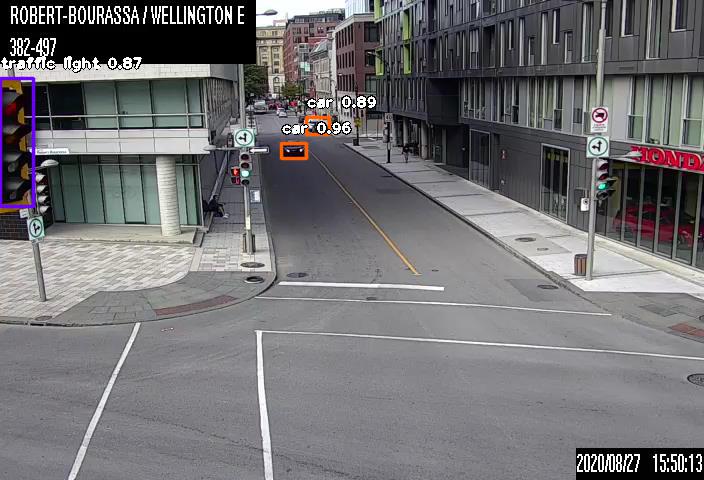 ROBERT-BOURASSA / WELLINGTON E
382-497
traffic light 0.87
car 0.89
car 0.96
HONDA
2020/08/27 15:50:13